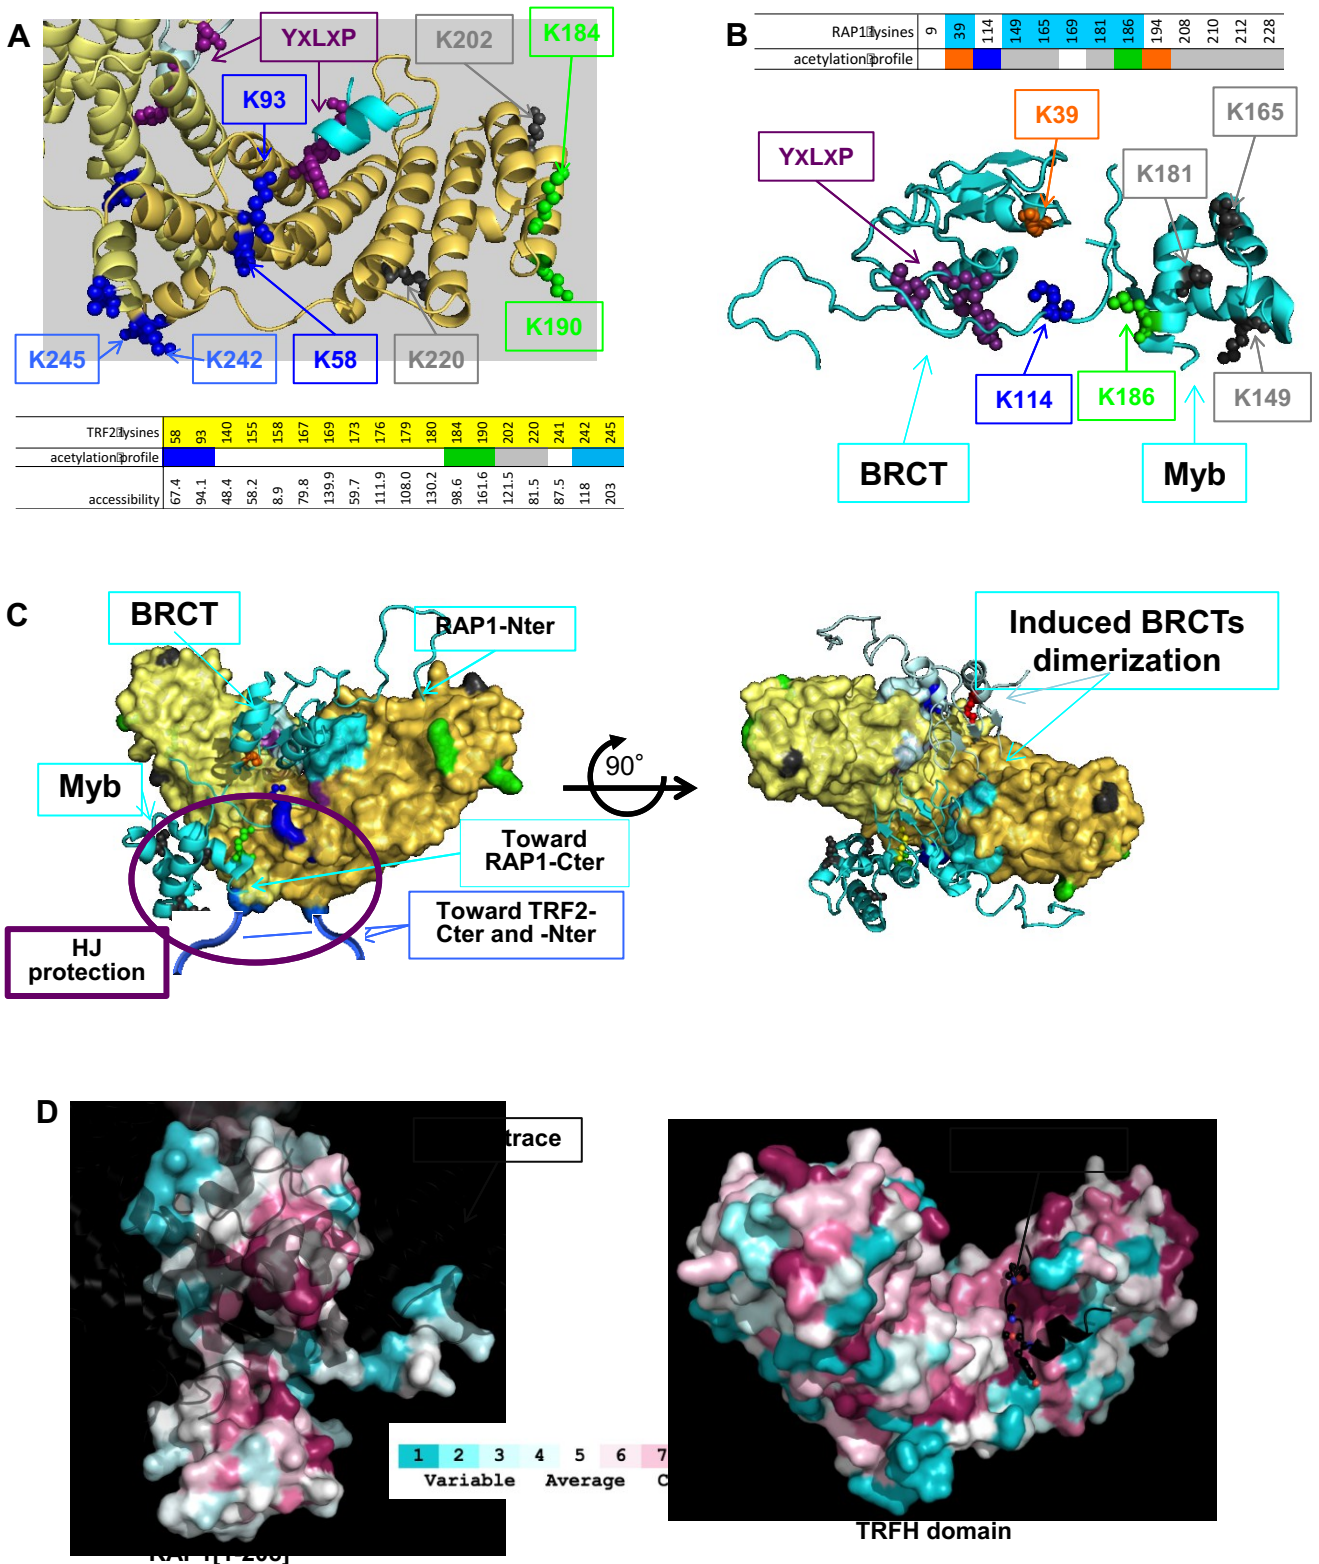 A
YxLxP
K202
K184
K93
K190
K245
K242
K58
K220
TRF2 lysines 58 93 140 155 158 167 169 173 176 179 180 184 190 202 220 241 242 245
acetylation profile
accessibility 67.4 94.1 48.4 58.2 8.9 79.8 139.9 59.7 111.9 108.0 130.2 98.6 161.6 121.5 81.5 87.5 118 203
B
RAP1 lysines 9 39 114 149 165 169 181 186 194 208 210 212 228
acetylation profile
K39
K165
YxLxP
K181
K114
K186
K149
BRCT
Myb
C
BRCT
RAP1-Nter
Induced BRCTs
dimerization
Myb
90°
Toward
RAP1-Cter
Toward TRF2-
Cter and -Nter
HJ
protection
D
trace
1 2 3 4 5 6 7
Variable Average C
TRFH domain